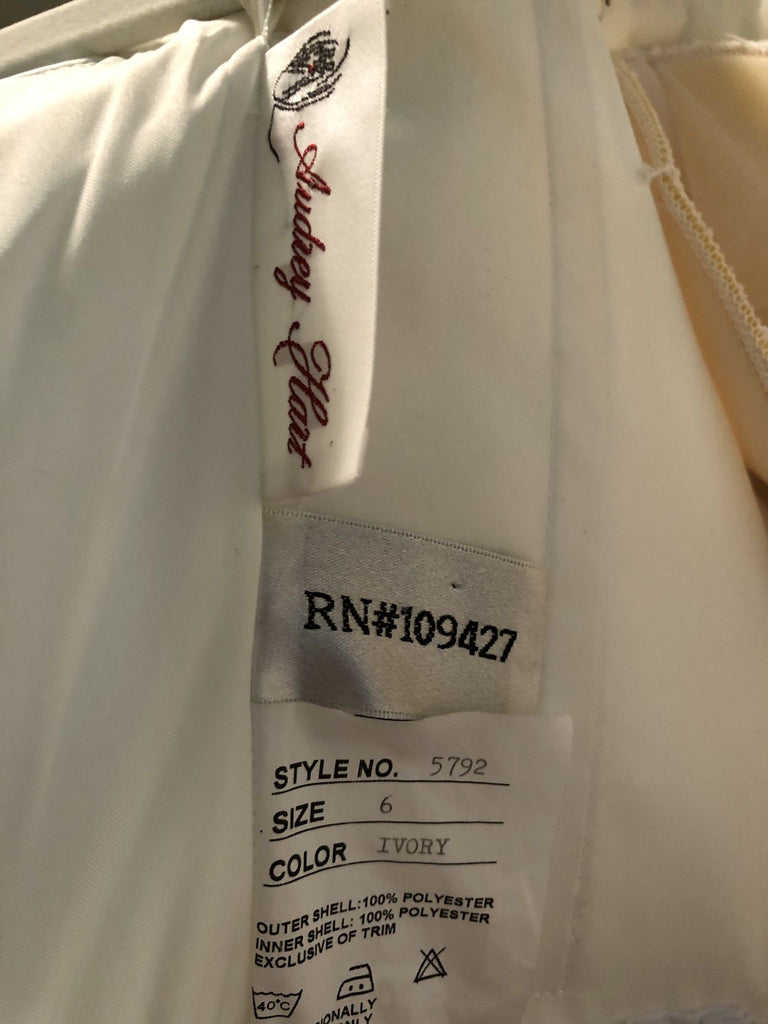 Audrey Hart
RN#109427
STYLE NO. 5792
SIZE 6
COLOR IVORY
OUTER SHELL:100% POLYESTER
INNER SHELL: 100% POLYESTER
EXCLUSIVE OF TRIM
40°C